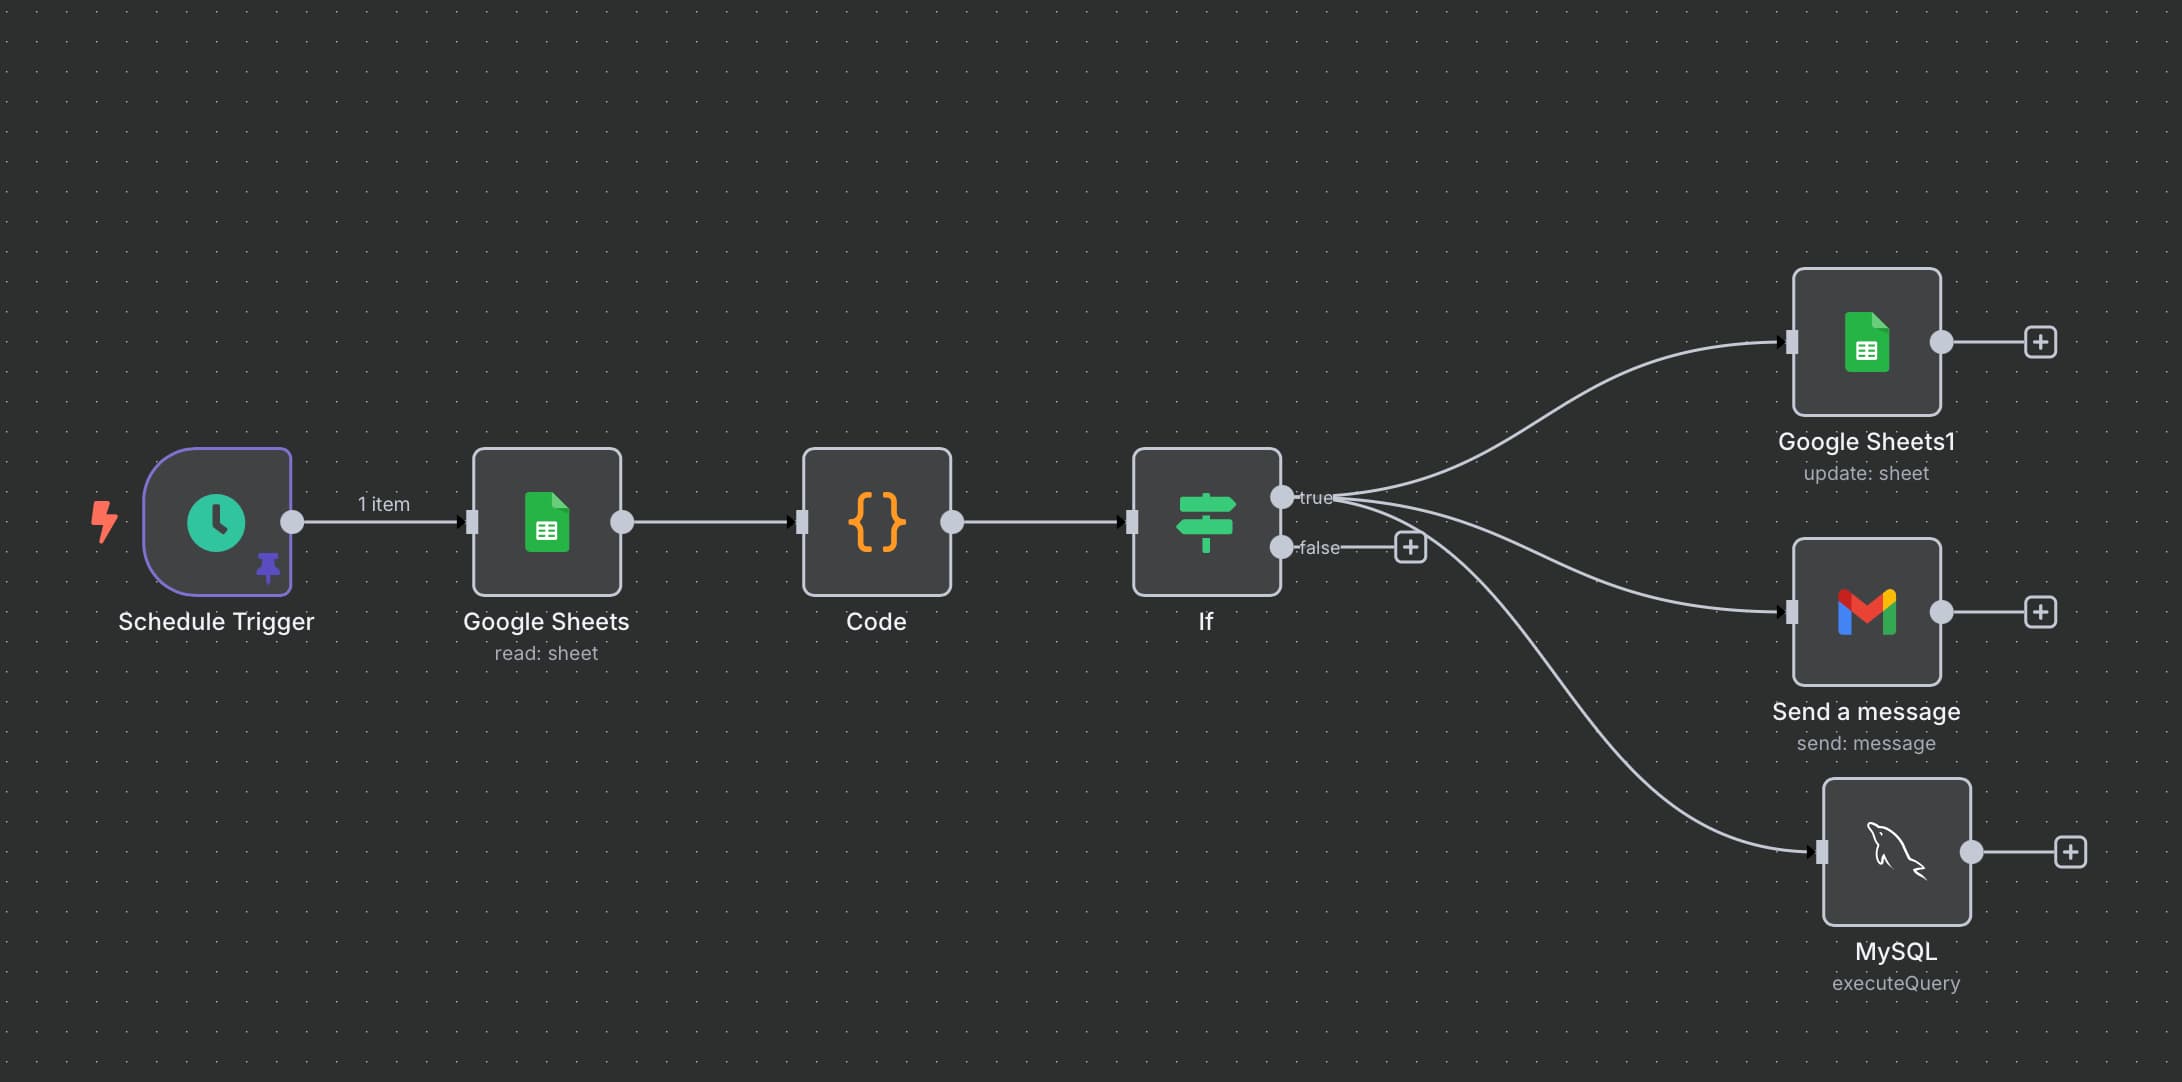 1 item
Schedule Trigger
Google Sheets
read: sheet
Code
If
true
false
Google Sheets1
update: sheet
Send a message
send: message
MySQL
executeQuery